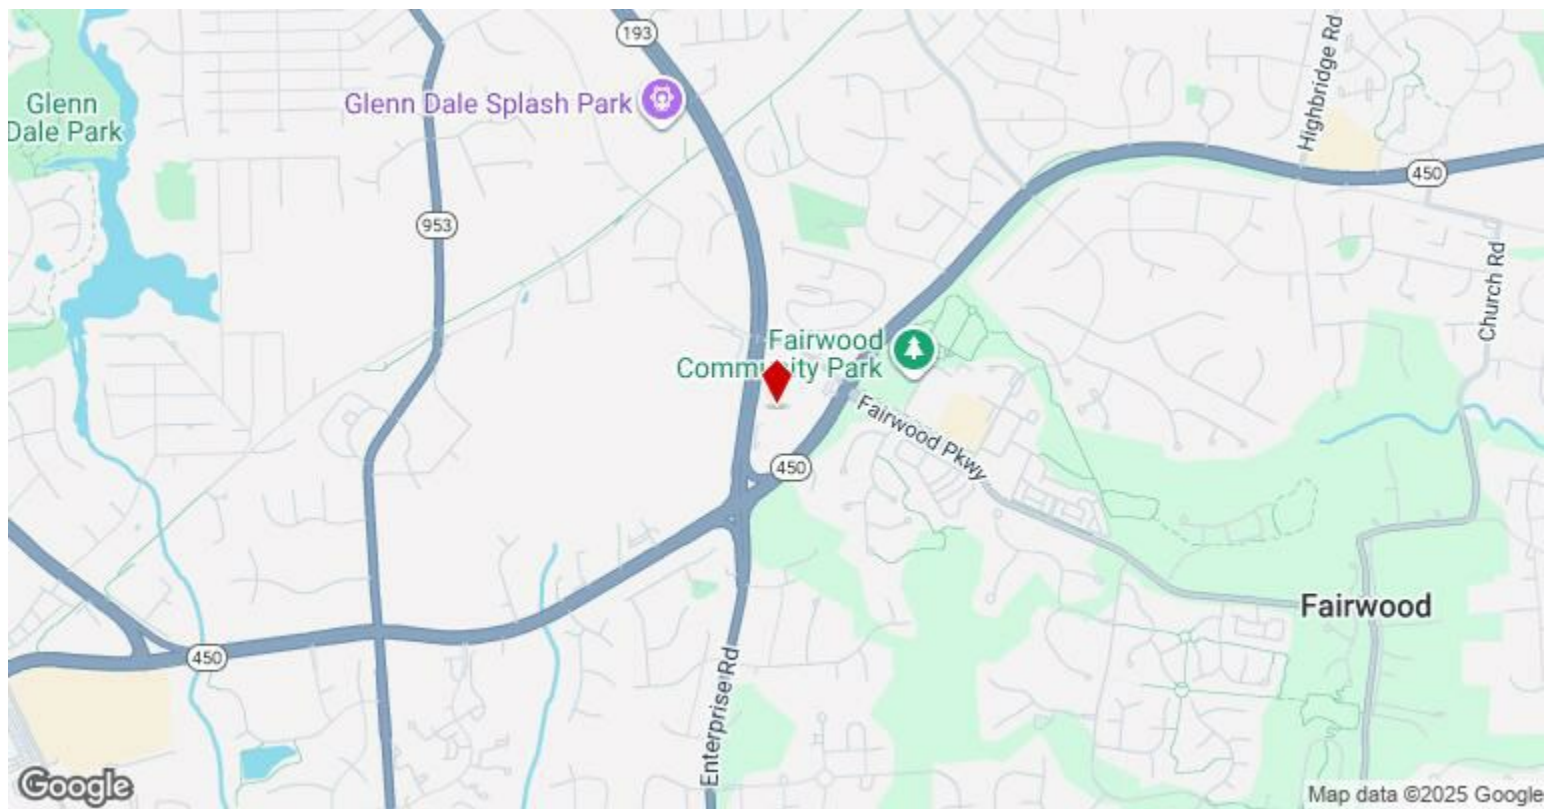 193
Highbridge Rd
Glenn
Dale Park
Glenn Dale Splash Park
450
953
Church Rd
Fairwood
Community Park
Fairwood Pkwy
450
Fairwood
450
Enterprise Rd
Google
Map data ©2025 Google